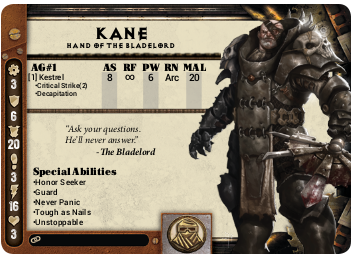 KANE
HAND OF THE BLADELORD
AG#1 AS RF PW RN MAL
[1] Kestrel 8 ∞ 6 Arc 20
•Critical Strike(2)
•Decapitation
3
6
20
3
16
3
"Ask your questions.
He'll never answer."
- The Bladelord
Special Abilities
•Honor Seeker
•Guard
•Never Panic
•Tough as Nails
•Unstoppable